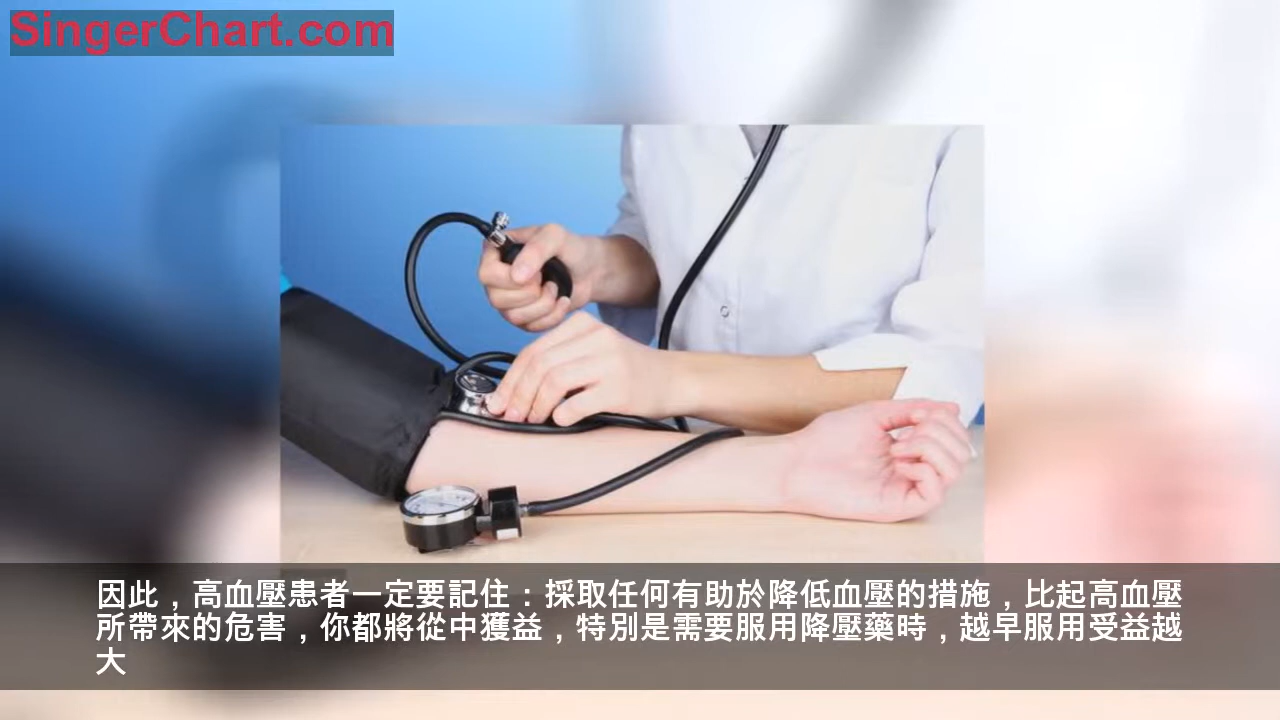 SingerChart.com
因此，高血壓患者一定要記住：採取任何有助於降低血壓的措施，比起高血壓
所帶來的危害，你都將從中獲益，特別是需要服用降壓藥時，越早服用受益越
大